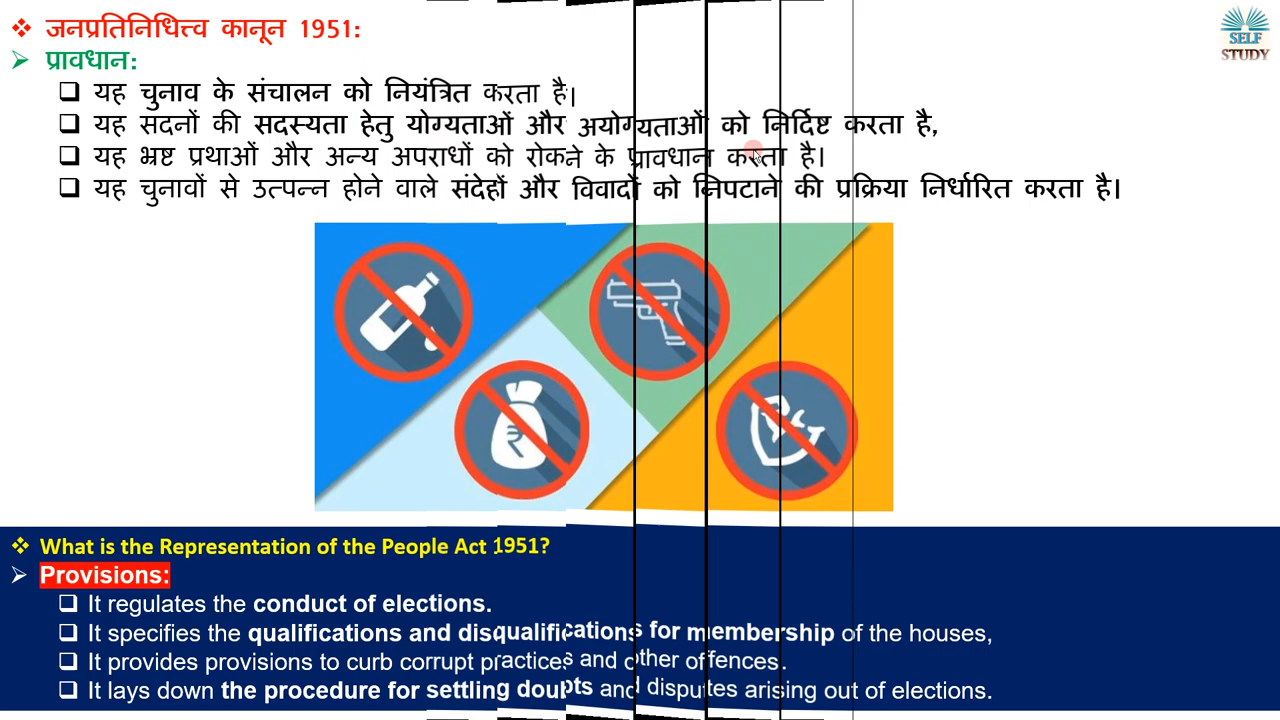 ❖ जनप्रतिनिधित्त्व कानून 1951:
SELF
STUDY
➢ प्रावधान:
❑ यह चुनाव के संचालन को नियंत्रित करता है।
❑ यह सदनों की सदस्यता हेतु योग्यताओं और अयोग्यताओं को निर्दिष्ट करता है,
❑ यह भ्रष्ट प्रथाओं और अन्य अपराधों को रोकने के प्रावधान करता है।
❑ यह चुनावों से उत्पन्न होने वाले संदेहों और विवादों को निपटाने की प्रक्रिया निर्धारित करता है।
❖ What is the Representation of the People Act 1951?
➢ Provisions:
❑ It regulates the conduct of elections.
❑ It specifies the qualifications and disqualifications for membership of the houses,
❑ It provides provisions to curb corrupt practices and other offences.
❑ It lays down the procedure for settling doubts and disputes arising out of elections.